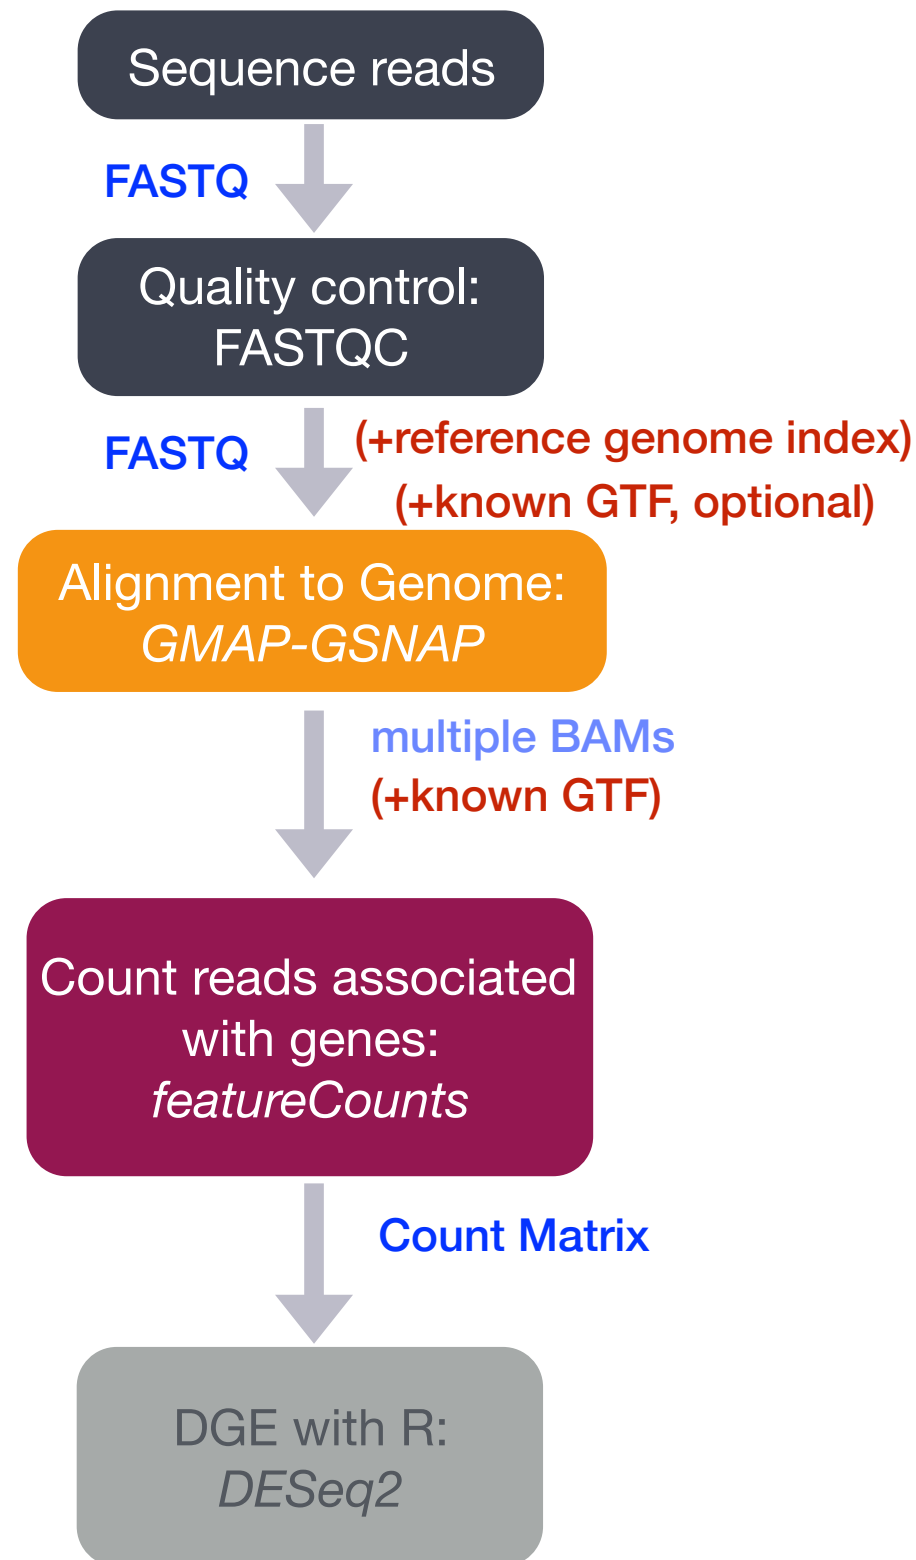 Sequence reads
FASTQ
Quality control:
FASTQC
FASTQ
(+reference genome index)
(+known GTF, optional)
Alignment to Genome:
GMAP-GSNAP
multiple BAMs
(+known GTF)
Count reads associated
with genes:
featureCounts
Count Matrix
DGE with R:
DESeq2